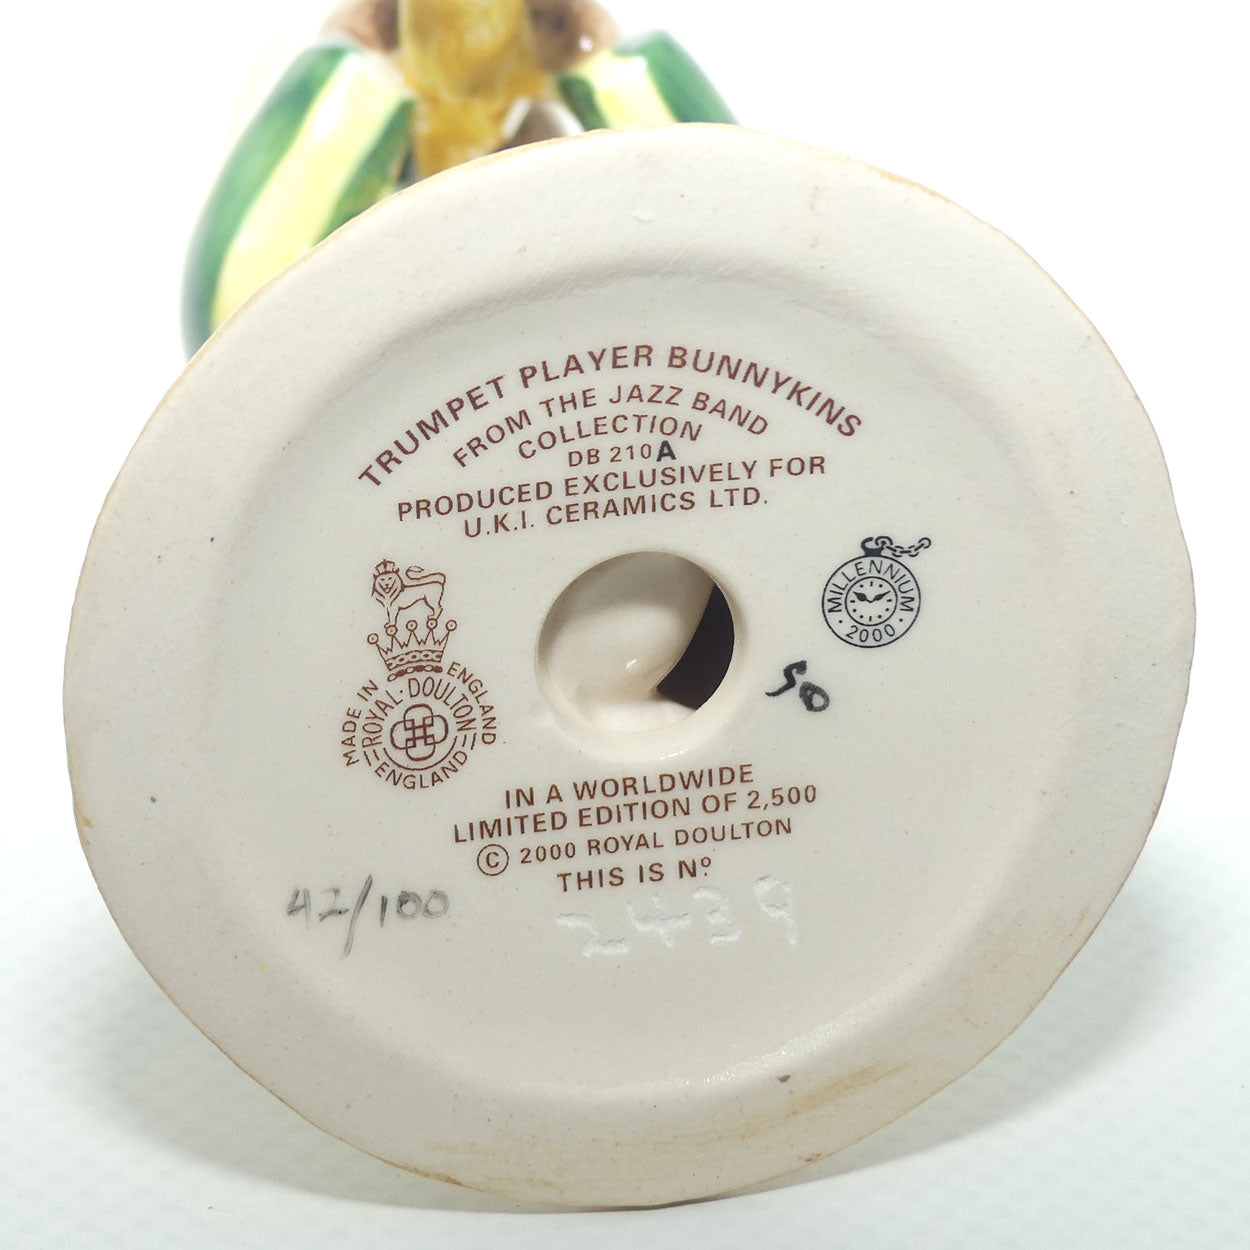 TRUMPET PLAYER BUNNYKINS
FROM THE JAZZ BAND
COLLECTION
DB 210A
PRODUCED EXCLUSIVELY FOR
U.K.I. CERAMICS LTD.
MADE IN ENGLAND
ROYAL · DOULTON
ENGLAND
MILLENNIUM
· 2000 ·
IN A WORLDWIDE
LIMITED EDITION OF 2,500
© 2000 ROYAL DOULTON
THIS IS Nº
2439
42/100